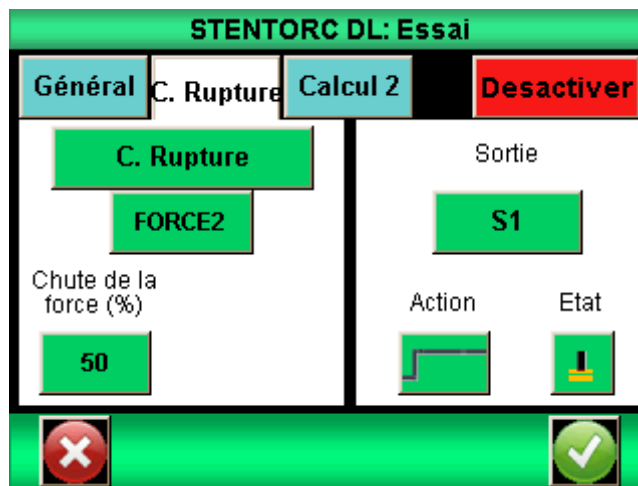 STENTORC DL: Essai
Général C. Rupture Calcul 2 Desactiver
C. Rupture
FORCE2
Chute de la
force (%)
50
Sortie
S1
Action Etat